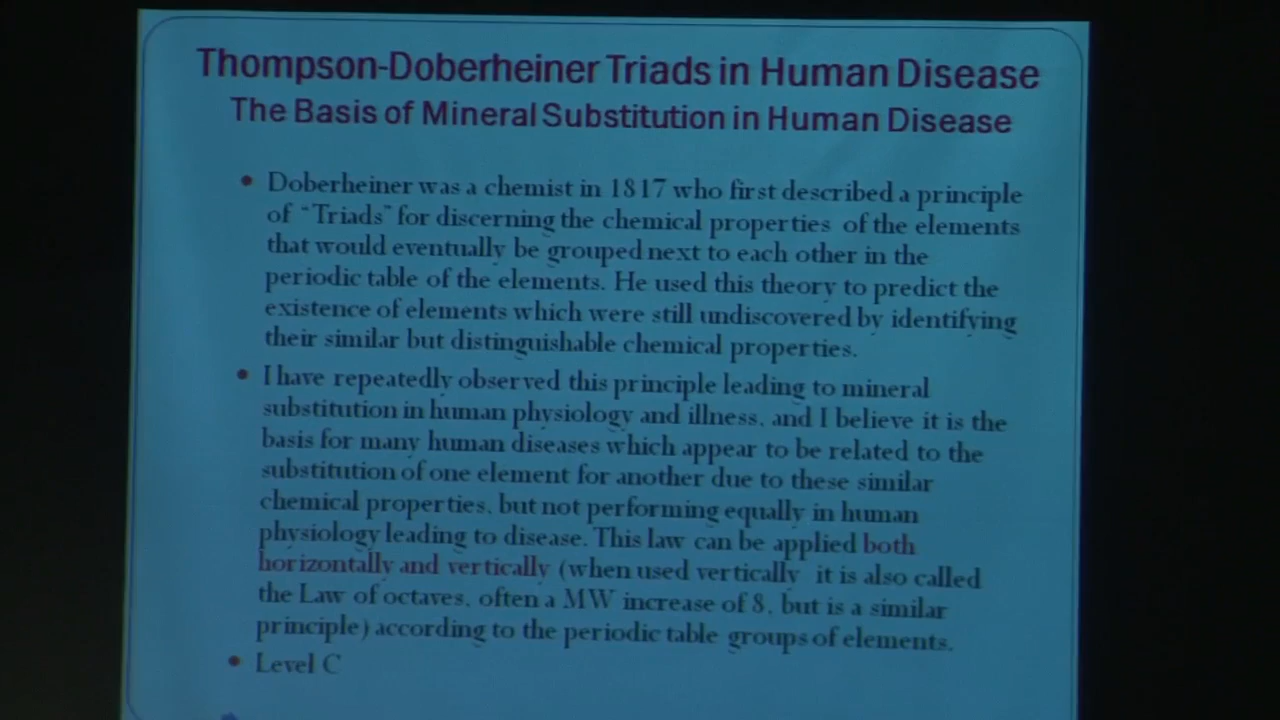 Thompson-Doberheiner Triads in Human Disease
The Basis of Mineral Substitution in Human Disease
• Doberheiner was a chemist in 1817 who first described a principle
of "Triads" for discerning the chemical properties of the elements
that would eventually be grouped next to each other in the
periodic table of the elements. He used this theory to predict the
existence of elements which were still undiscovered by identifying
their similar but distinguishable chemical properties.
• I have repeatedly observed this principle leading to mineral
substitution in human physiology and illness, and I believe it is the
basis for many human diseases which appear to be related to the
substitution of one element for another due to these similar
chemical properties, but not performing equally in human
physiology leading to disease. This law can be applied both
horizontally and vertically (when used vertically it is also called
the Law of octaves, often a MW increase of 8, but is a similar
principle) according to the periodic table groups of elements.
• Level C